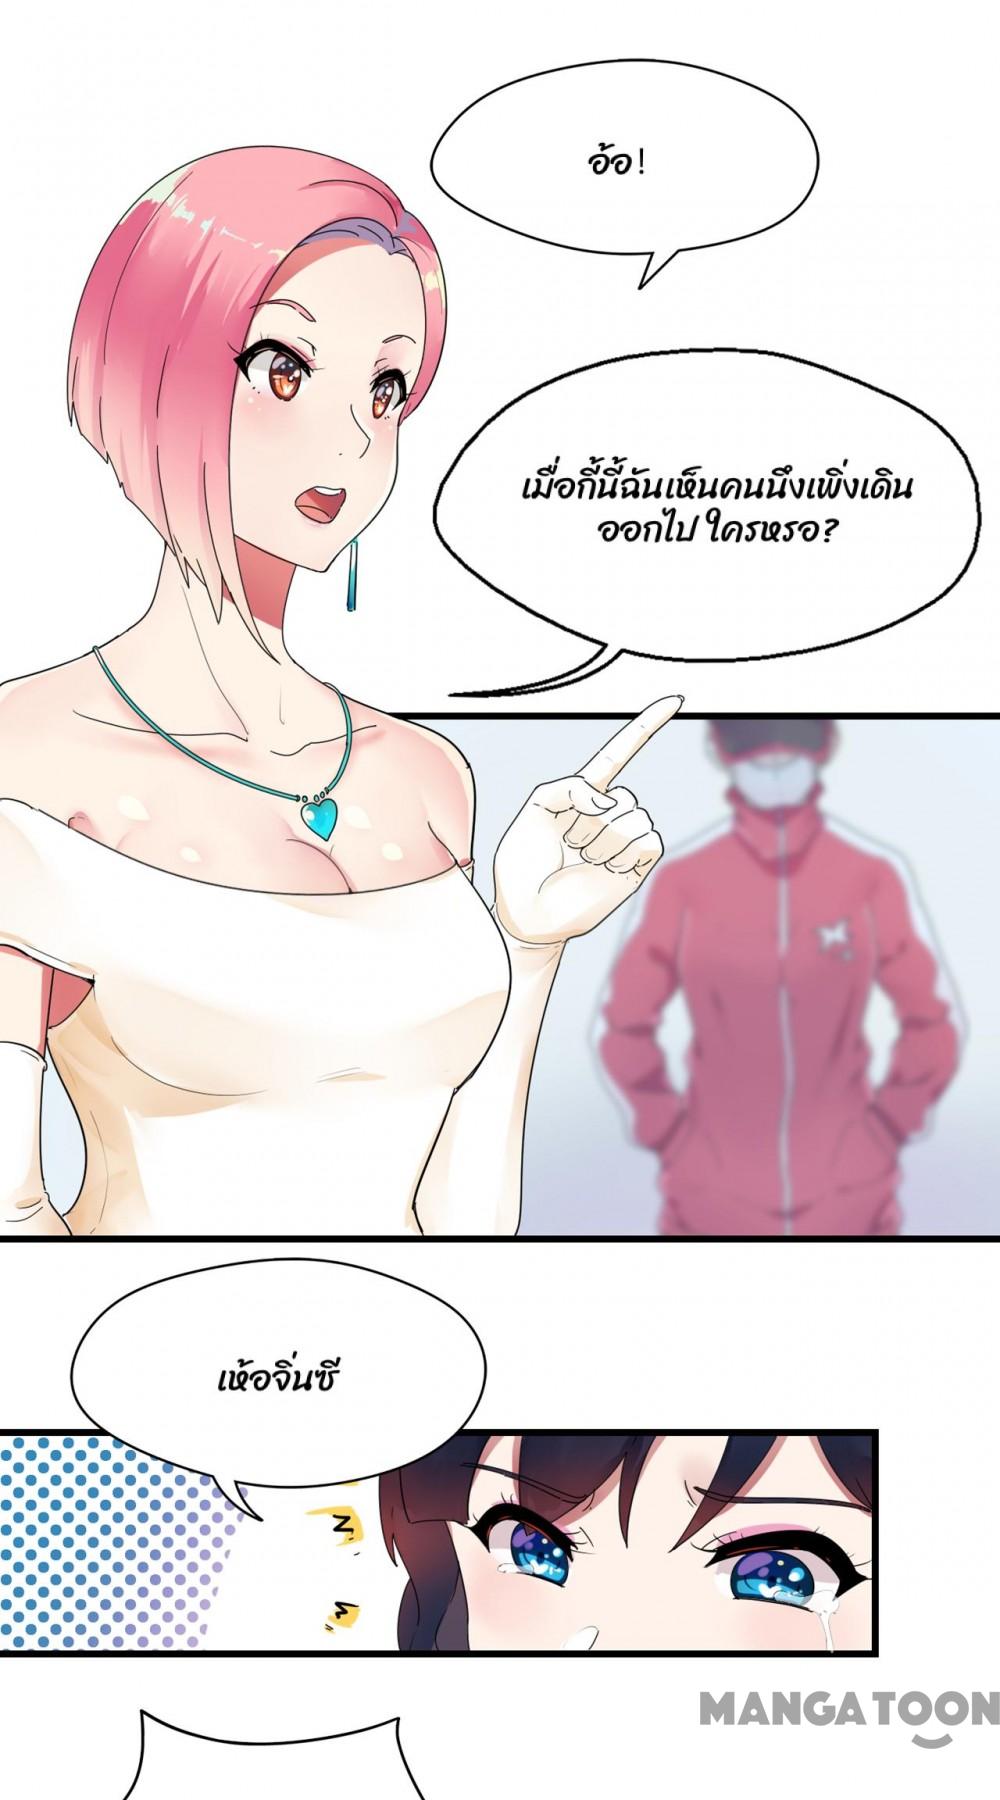 อ้อ!
เมื่อกี้นี้ฉันเห็นคนนึงเพิ่งเดิน
ออกไป ใครหรอ?
เห้อจิ่นซี
MANGATOON